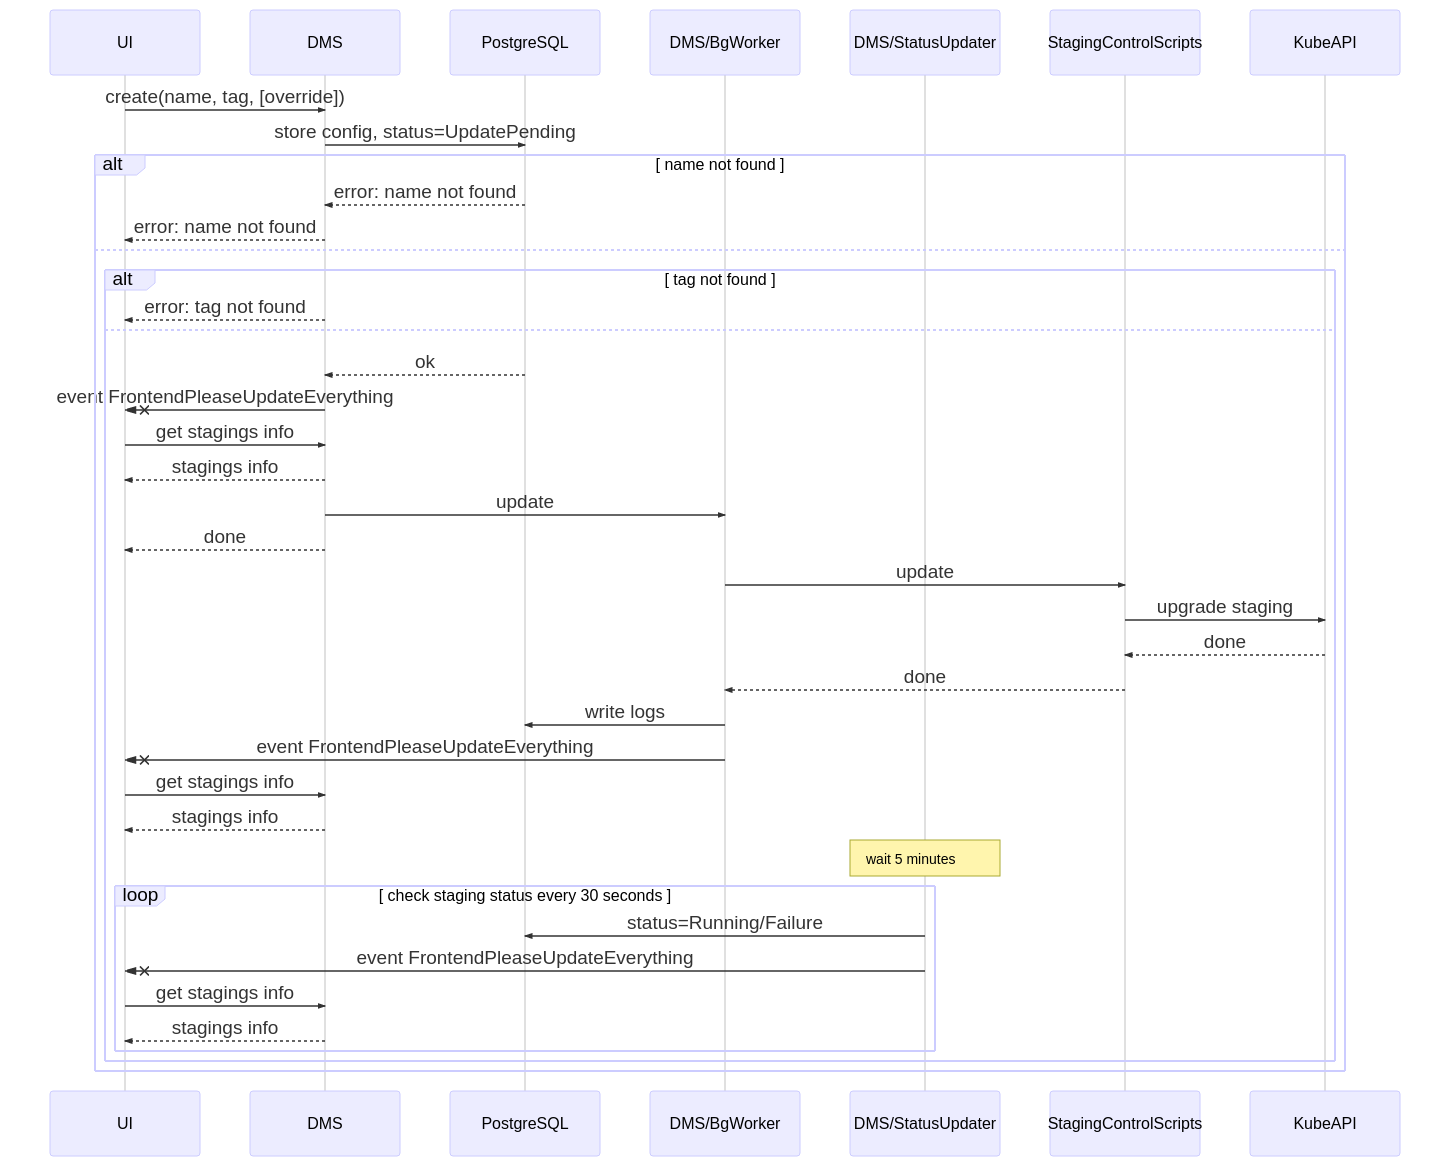 UI
DMS
PostgreSQL
DMS/BgWorker
DMS/StatusUpdater
StagingControlScripts
KubeAPI
create(name, tag, [override])
store config, status=UpdatePending
alt
[ name not found ]
error: name not found
error: name not found
alt
[ tag not found ]
error: tag not found
ok
event FrontendPleaseUpdateEverything
get stagings info
stagings info
update
done
update
upgrade staging
done
done
write logs
event FrontendPleaseUpdateEverything
get stagings info
stagings info
wait 5 minutes
loop
[ check staging status every 30 seconds ]
status=Running/Failure
event FrontendPleaseUpdateEverything
get stagings info
stagings info
UI
DMS
PostgreSQL
DMS/BgWorker
DMS/StatusUpdater
StagingControlScripts
KubeAPI